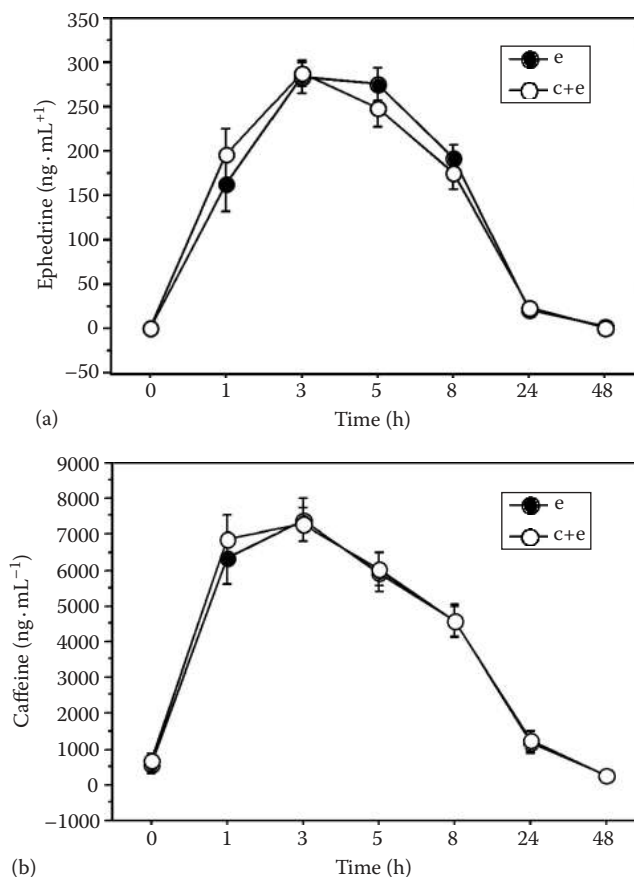 350
300
250
200
150
100
50
0
−50
Ephedrine (ng·mL⁺¹)
e
c+e
0 1 3 5 8 24 48
(a) Time (h)
9000
8000
7000
6000
5000
4000
3000
2000
1000
0
−1000
Caffeine (ng·mL⁻¹)
e
c+e
0 1 3 5 8 24 48
(b) Time (h)